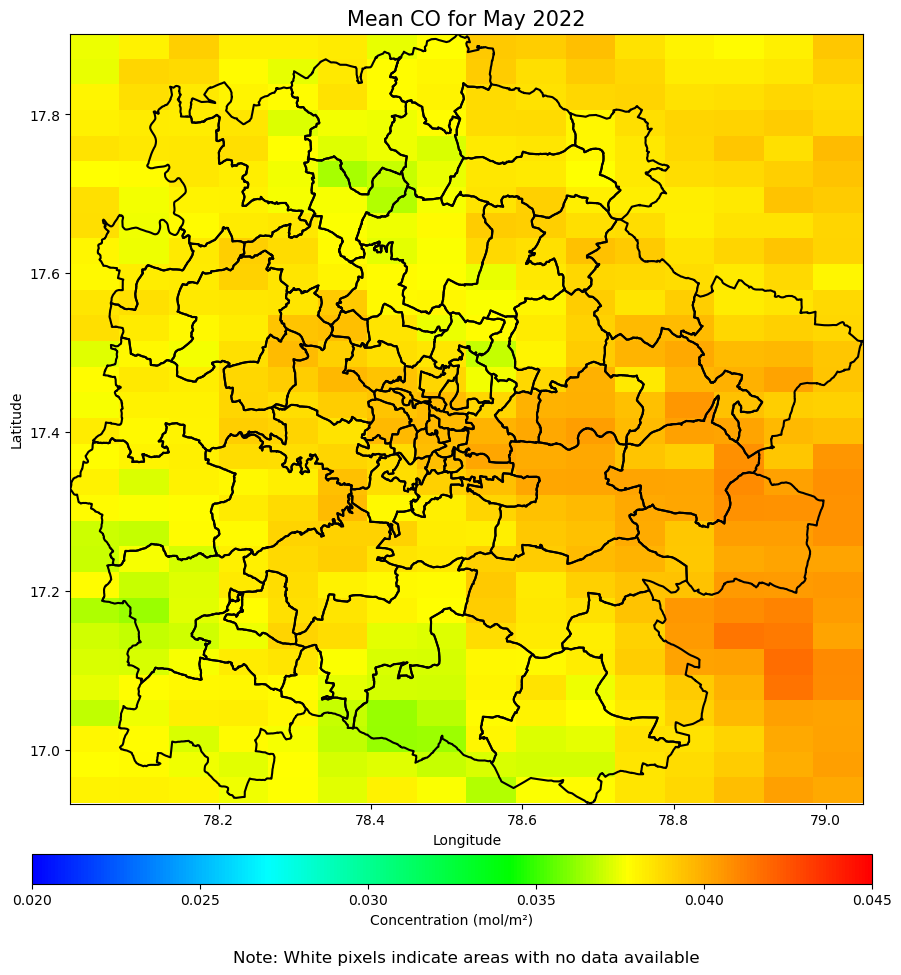 Mean CO for May 2022
17.8
17.6
17.4
17.2
17.0
Latitude
78.2 78.4 78.6 78.8 79.0
Longitude
0.020 0.025 0.030 0.035 0.040 0.045
Concentration (mol/m²)
Note: White pixels indicate areas with no data available